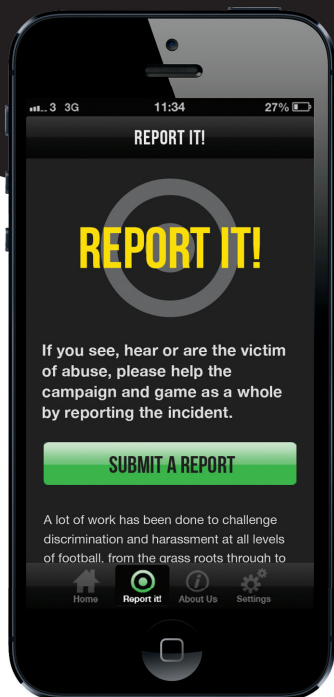 3 3G 11:34 27%
REPORT IT!
REPORT IT!
If you see, hear or are the victim
of abuse, please help the
campaign and game as a whole
by reporting the incident.
SUBMIT A REPORT
A lot of work has been done to challenge
discrimination and harassment at all levels
of football, from the grass roots through to
Home Report it! About Us Settings